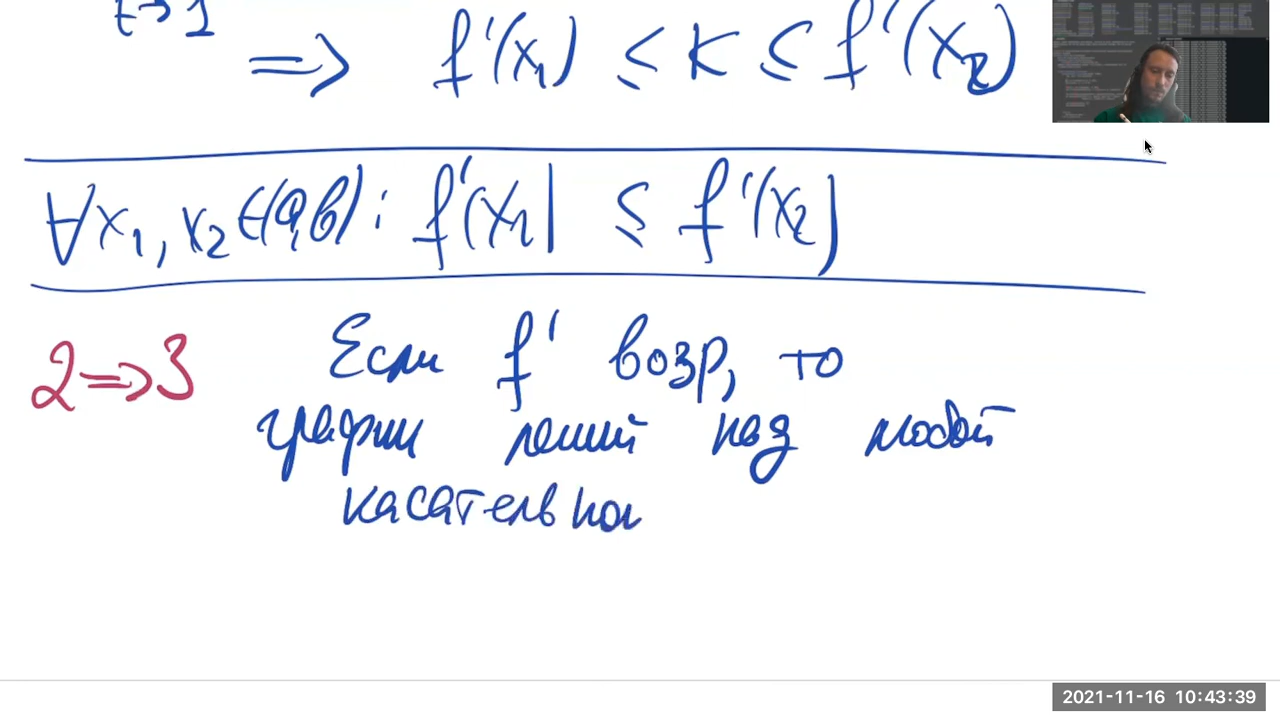 t→1
=> f'(x₁) ≤ K ≤ f'(x₂)
∀x₁, x₂ ∈ (a,b): f'(x₁) ≤ f'(x₂)
2=>3 Если f' возр, то
график лежит над любой
касательной
2021-11-16 10:43:39